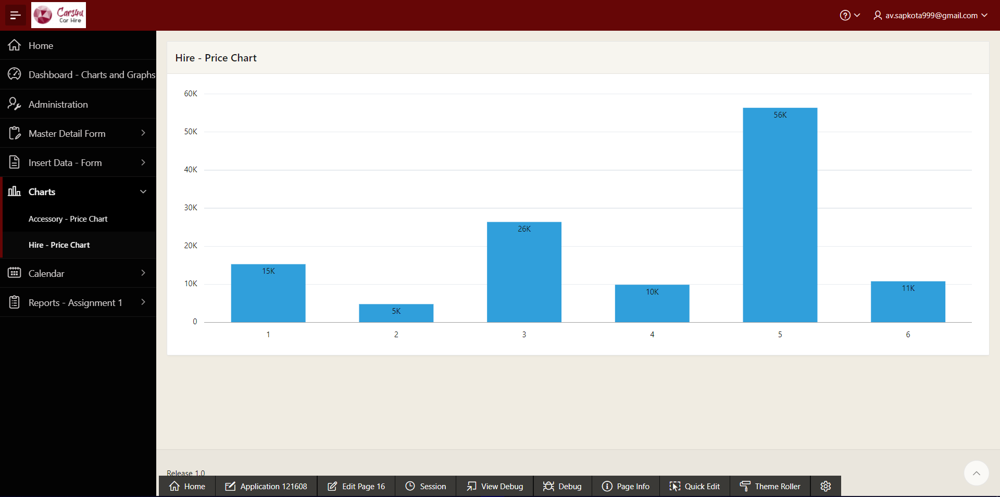 Cars4u
Car Hire
av.sapkota999@gmail.com
Home
Dashboard - Charts and Graphs
Administration
Master Detail Form
Insert Data - Form
Charts
Accessory - Price Chart
Hire - Price Chart
Calendar
Reports - Assignment 1
Hire - Price Chart
60K
50K
40K
30K
20K
10K
0
15K
5K
26K
10K
56K
11K
1 2 3 4 5 6
Release 1.0
Home Application 121608 Edit Page 16 Session View Debug Debug Page Info Quick Edit Theme Roller